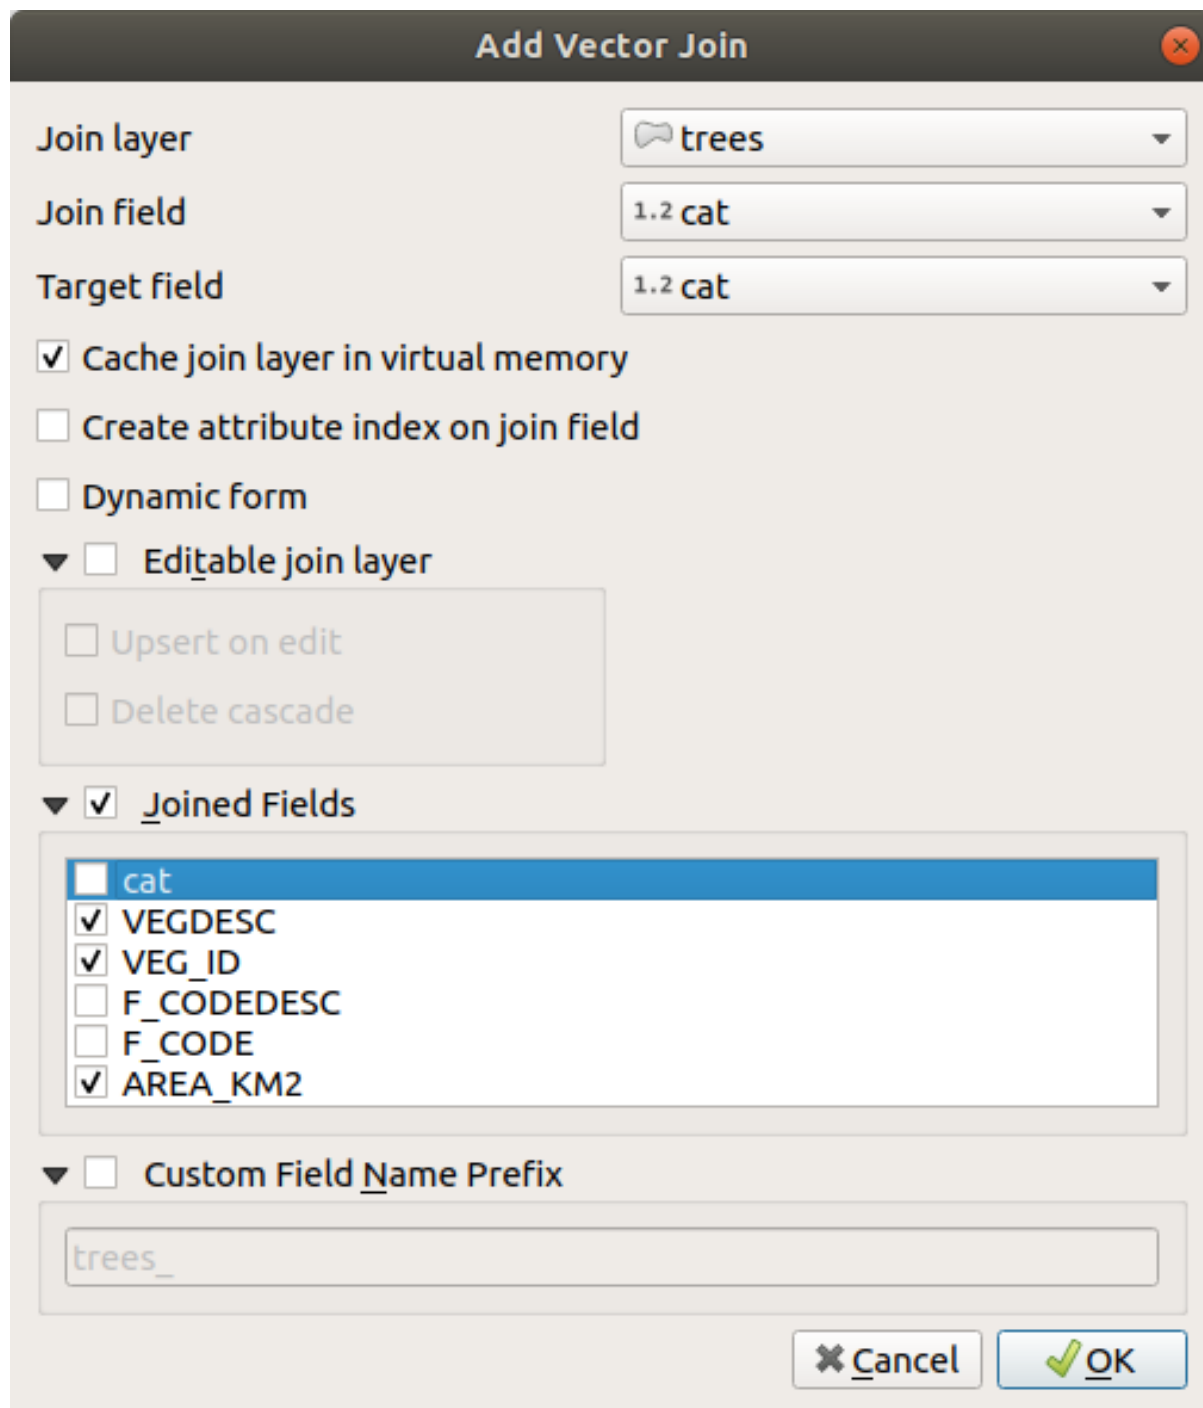 Add Vector Join
Join layer
trees
Join field
1.2 cat
Target field
1.2 cat
Cache join layer in virtual memory
Create attribute index on join field
Dynamic form
Editable join layer
Upsert on edit
Delete cascade
Joined Fields
cat
VEGDESC
VEG_ID
F_CODEDESC
F_CODE
AREA_KM2
Custom Field Name Prefix
trees_
Cancel
OK